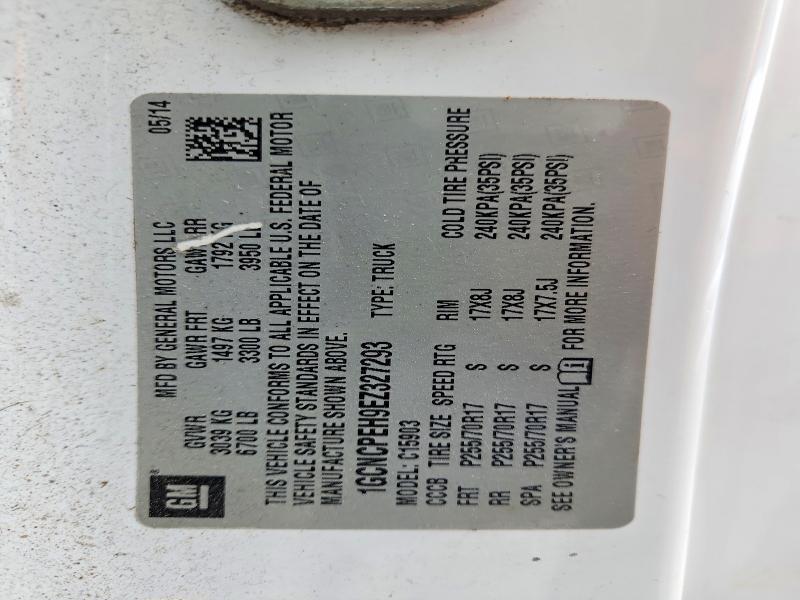 GM
MFD BY GENERAL MOTORS LLC 05/14
GVWR GAWR FRT GAWR RR
3039 KG 1497 KG 1792 KG
6700 LB 3300 LB 3950 LB
THIS VEHICLE CONFORMS TO ALL APPLICABLE U.S. FEDERAL MOTOR
VEHICLE SAFETY STANDARDS IN EFFECT ON THE DATE OF
MANUFACTURE SHOWN ABOVE.
1GCNCPEH9EZ327293 TYPE: TRUCK
MODEL: C15903
CCCB TIRE SIZE SPEED RTG RIM COLD TIRE PRESSURE
FRT P255/70R17 S 17X8J 240KPA(35PSI)
RR P255/70R17 S 17X8J 240KPA(35PSI)
SPA P255/70R17 S 17X7.5J 240KPA(35PSI)
SEE OWNER'S MANUAL i FOR MORE INFORMATION.